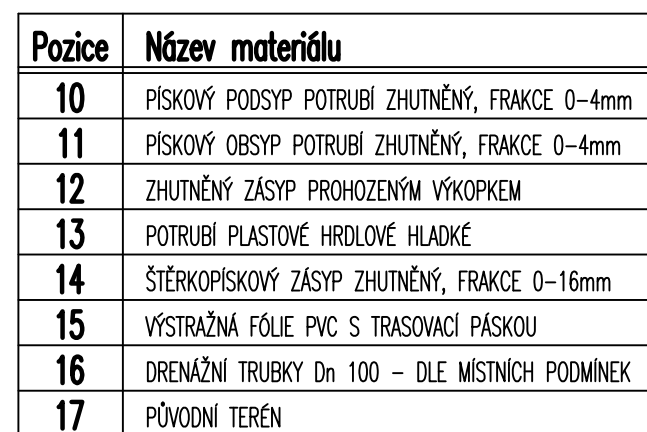 Pozice Název materiálu
10 PÍSKOVÝ PODSYP POTRUBÍ ZHUTNĚNÝ, FRAKCE 0-4mm
11 PÍSKOVÝ OBSYP POTRUBÍ ZHUTNĚNÝ, FRAKCE 0-4mm
12 ZHUTNĚNÝ ZÁSYP PROHOZENÝM VÝKOPKEM
13 POTRUBÍ PLASTOVÉ HRDLOVÉ HLADKÉ
14 ŠTĚRKOPÍSKOVÝ ZÁSYP ZHUTNĚNÝ, FRAKCE 0-16mm
15 VÝSTRAŽNÁ FÓLIE PVC S TRASOVACÍ PÁSKOU
16 DRENÁŽNÍ TRUBKY Dn 100 - DLE MÍSTNÍCH PODMÍNEK
17 PŮVODNÍ TERÉN